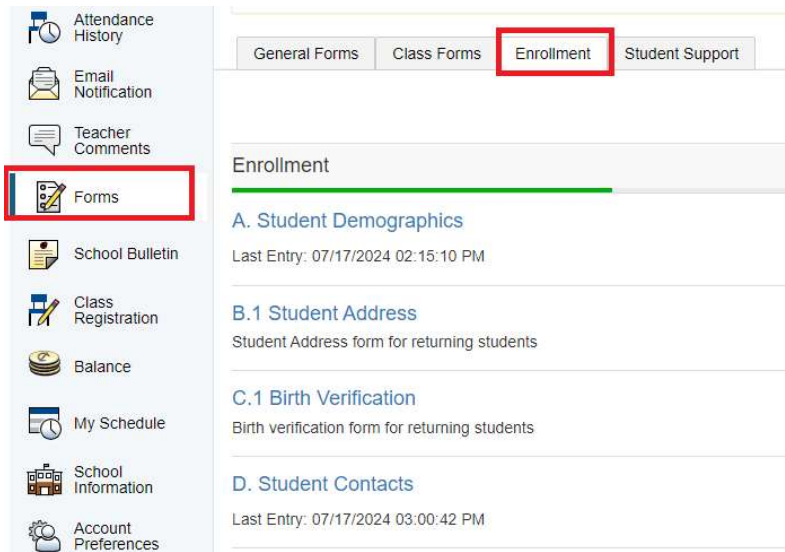 Attendance
History
Email
Notification
Teacher
Comments
Forms
School Bulletin
Class
Registration
Balance
My Schedule
School
Information
Account
Preferences
General Forms
Class Forms
Enrollment
Student Support
Enrollment
A. Student Demographics
Last Entry: 07/17/2024 02:15:10 PM
B.1 Student Address
Student Address form for returning students
C.1 Birth Verification
Birth verification form for returning students
D. Student Contacts
Last Entry: 07/17/2024 03:00:42 PM